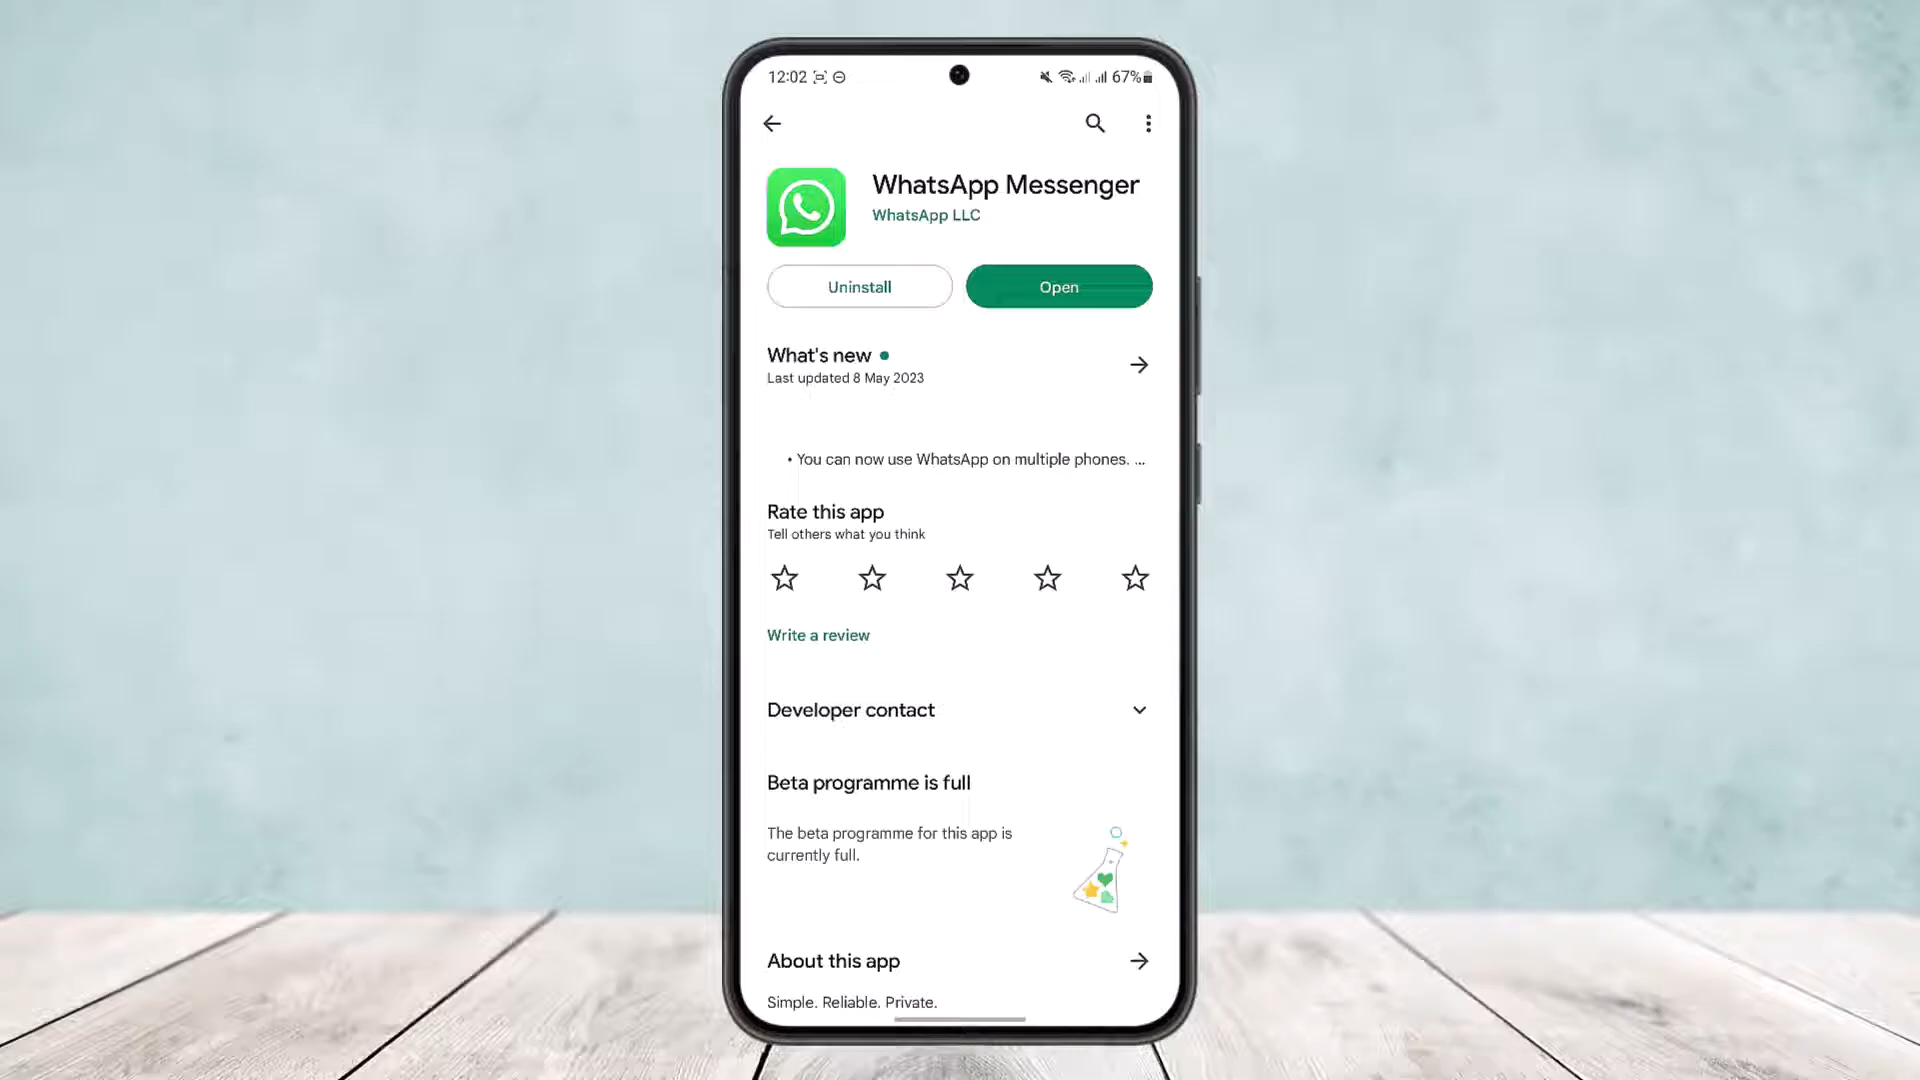 12:02 67%
WhatsApp Messenger
WhatsApp LLC
Uninstall Open
What's new
Last updated 8 May 2023
• You can now use WhatsApp on multiple phones. ...
Rate this app
Tell others what you think
Write a review
Developer contact
Beta programme is full
The beta programme for this app is
currently full.
About this app
Simple. Reliable. Private.